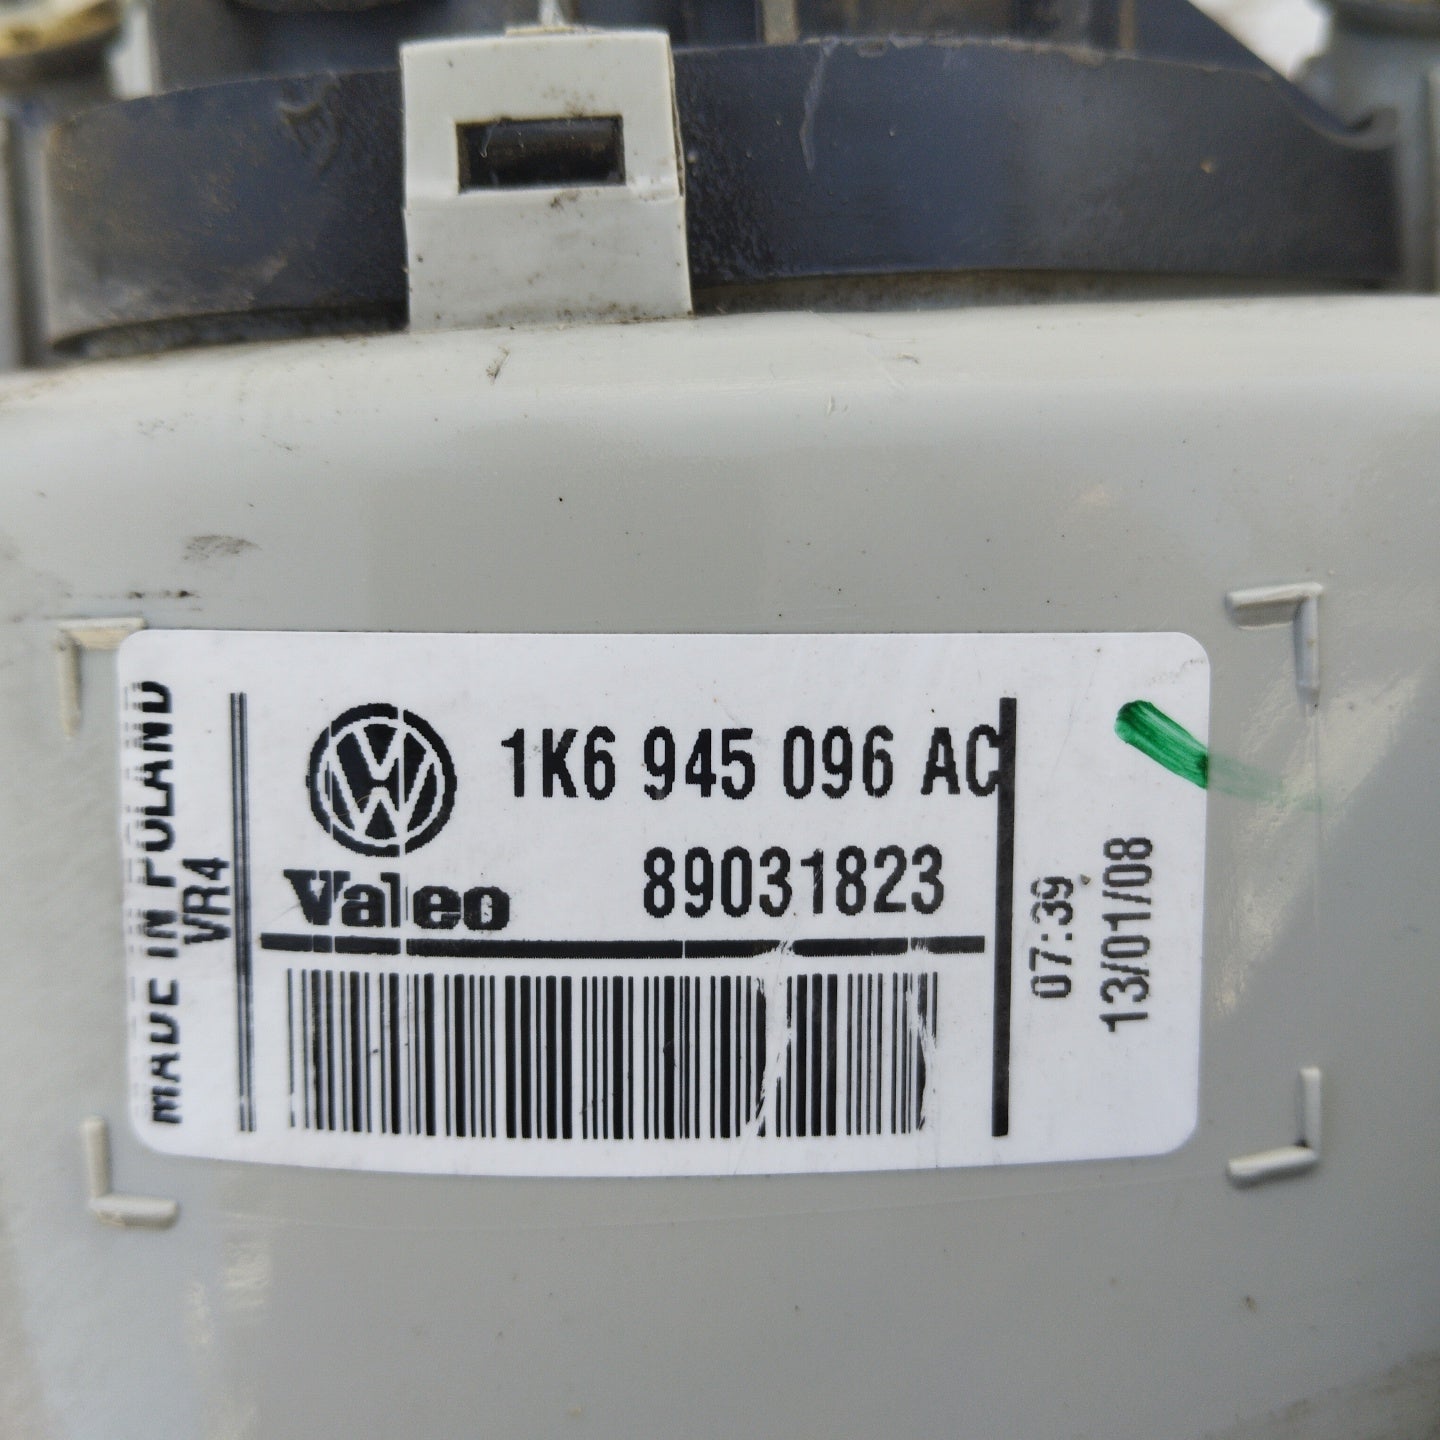 MADE IN POLAND
VR4
1K6 945 096 AC
Valeo
89031823
07:39
13/01/08